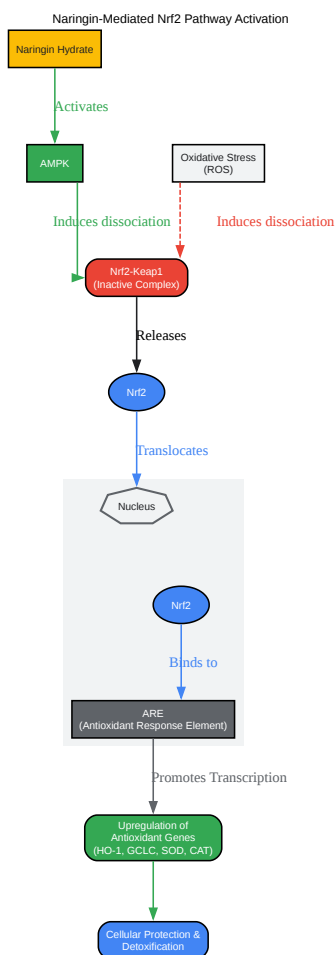 Naringin-Mediated Nrf2 Pathway Activation
Naringin Hydrate
Activates
AMPK
Oxidative Stress
(ROS)
Induces dissociation
Induces dissociation
Nrf2-Keap1
(Inactive Complex)
Releases
Nrf2
Translocates
Nucleus
Nrf2
Binds to
ARE
(Antioxidant Response Element)
Promotes Transcription
Upregulation of
Antioxidant Genes
(HO-1, GCLC, SOD, CAT)
Cellular Protection &
Detoxification